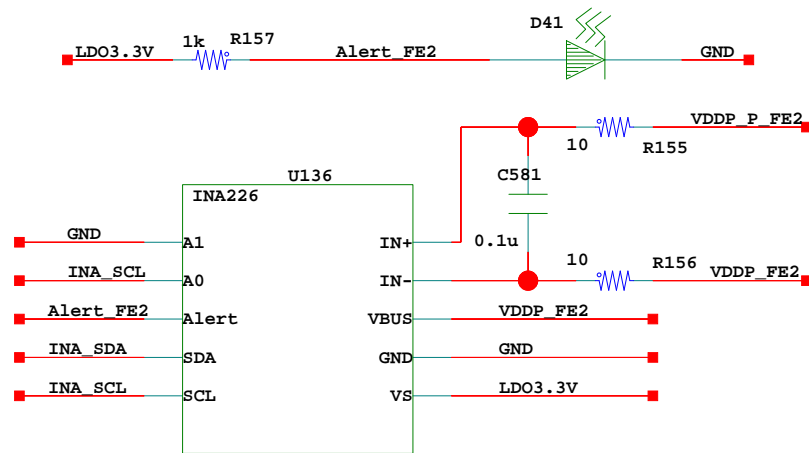 D41
1k R157
LDO3.3V Alert_FE2 GND
VDDP_P_FE2
10 R155
C581
U136
INA226
GND A1 IN+ 0.1u
10 R156
INA_SCL A0 IN- VDDP_FE2
Alert_FE2 Alert VBUS VDDP_FE2
INA_SDA SDA GND GND
INA_SCL SCL VS LDO3.3V